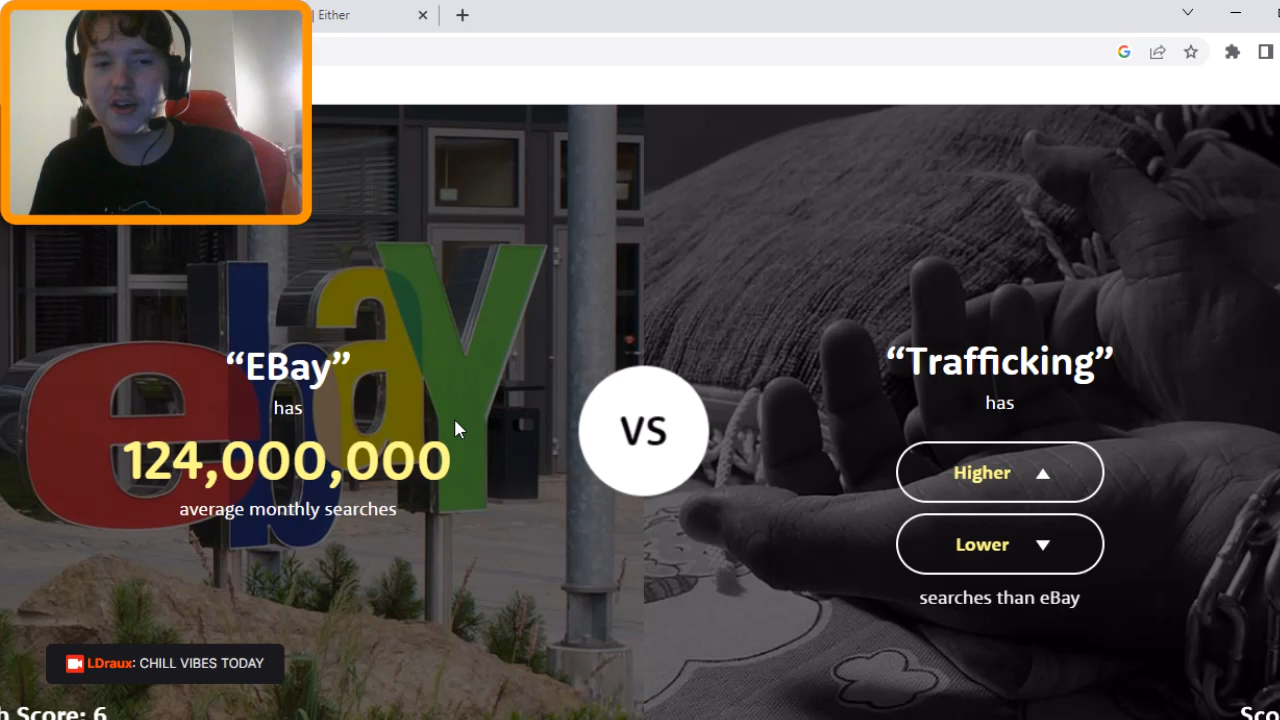 | Either
“EBay”
has
124,000,000
average monthly searches
ebay
VS
“Trafficking”
has
Higher
Lower
searches than eBay
LDraux: CHILL VIBES TODAY
h Score: 6
Sco